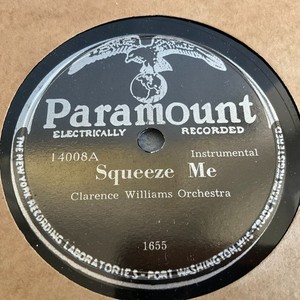 Paramount
ELECTRICALLY RECORDED
14008A Instrumental
Squeeze Me
Clarence Williams Orchestra
1655
THE NEW YORK RECORDING LABORATORIES - PORT WASHINGTON, WIS. TRADE MARK REGISTERED